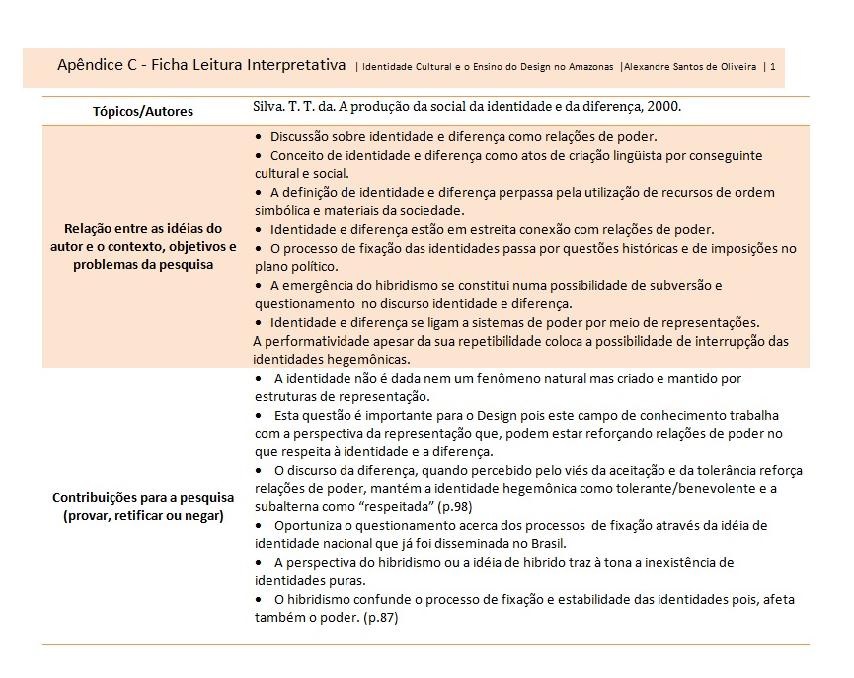 Apêndice C - Ficha Leitura Interpretativa | Identidade Cultural e o Ensino do Design no Amazonas |Alexandre Santos de Oliveira | 1
Tópicos/Autores
Silva. T. T. da. A produção da social da identidade e da diferença, 2000.
Relação entre as idéias do
autor e o contexto, objetivos e
problemas da pesquisa
• Discussão sobre identidade e diferença como relações de poder.
• Conceito de identidade e diferença como atos de criação lingüista por conseguinte
cultural e social.
• A definição de identidade e diferença perpassa pela utilização de recursos de ordem
simbólica e materiais da sociedade.
• Identidade e diferença estão em estreita conexão com relações de poder.
• O processo de fixação das identidades passa por questões históricas e de imposições no
plano político.
• A emergência do hibridismo se constitui numa possibilidade de subversão e
questionamento no discurso identidade e diferença.
• Identidade e diferença se ligam a sistemas de poder por meio de representações.
A performatividade apesar da sua repetibilidade coloca a possibilidade de interrupção das
identidades hegemônicas.
Contribuições para a pesquisa
(provar, retificar ou negar)
• A identidade não é dada nem um fenômeno natural mas criado e mantido por
estruturas de representação.
• Esta questão é importante para o Design pois este campo de conhecimento trabalha
com a perspectiva da representação que, podem estar reforçando relações de poder no
que respeita à identidade e a diferença.
• O discurso da diferença, quando percebido pelo viés da aceitação e da tolerância reforça
relações de poder, mantém a identidade hegemônica como tolerante/benevolente e a
subalterna como “respeitada” (p.98)
• Oportuniza o questionamento acerca dos processos de fixação através da idéia de
identidade nacional que já foi disseminada no Brasil.
• A perspectiva do hibridismo ou a idéia de hibrido traz à tona a inexistência de
identidades puras.
• O hibridismo confunde o processo de fixação e estabilidade das identidades pois, afeta
também o poder. (p.87)